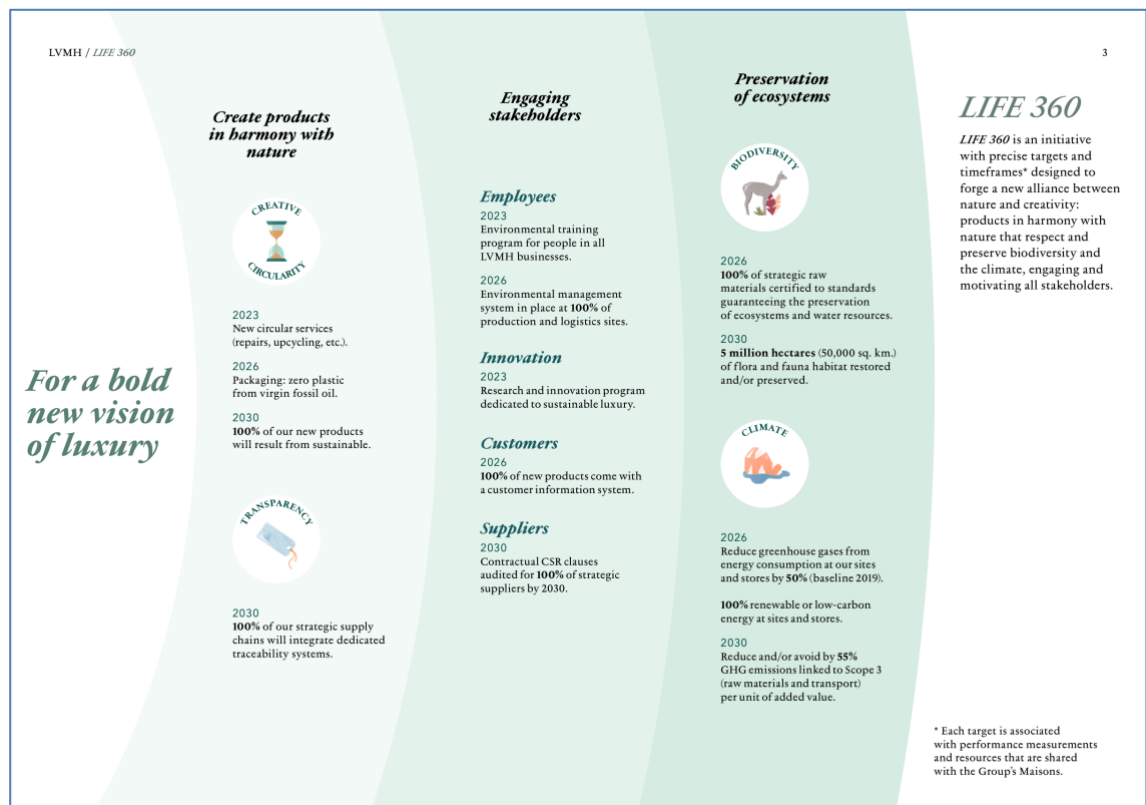 LVMH / LIFE 360
3
For a bold
new vision
of luxury
Create products
in harmony with
nature
CREATIVE
CIRCULARITY
2023
New circular services
(repairs, upcycling, etc.).
2026
Packaging: zero plastic
from virgin fossil oil.
2030
100% of our new products
will result from sustainable.
TRANSPARENCY
2030
100% of our strategic supply
chains will integrate dedicated
traceability systems.
Engaging
stakeholders
Employees
2023
Environmental training
program for people in all
LVMH businesses.
2026
Environmental management
system in place at 100% of
production and logistics sites.
Innovation
2023
Research and innovation program
dedicated to sustainable luxury.
Customers
2026
100% of new products come with
a customer information system.
Suppliers
2030
Contractual CSR clauses
audited for 100% of strategic
suppliers by 2030.
Preservation
of ecosystems
BIODIVERSITY
2026
100% of strategic raw
materials certified to standards
guaranteeing the preservation
of ecosystems and water resources.
2030
5 million hectares (50,000 sq. km.)
of flora and fauna habitat restored
and/or preserved.
CLIMATE
2026
Reduce greenhouse gases from
energy consumption at our sites
and stores by 50% (baseline 2019).
100% renewable or low-carbon
energy at sites and stores.
2030
Reduce and/or avoid by 55%
GHG emissions linked to Scope 3
(raw materials and transport)
per unit of added value.
LIFE 360
LIFE 360 is an initiative
with precise targets and
timeframes* designed to
forge a new alliance between
nature and creativity:
products in harmony with
nature that respect and
preserve biodiversity and
the climate, engaging and
motivating all stakeholders.
* Each target is associated
with performance measurements
and resources that are shared
with the Group's Maisons.